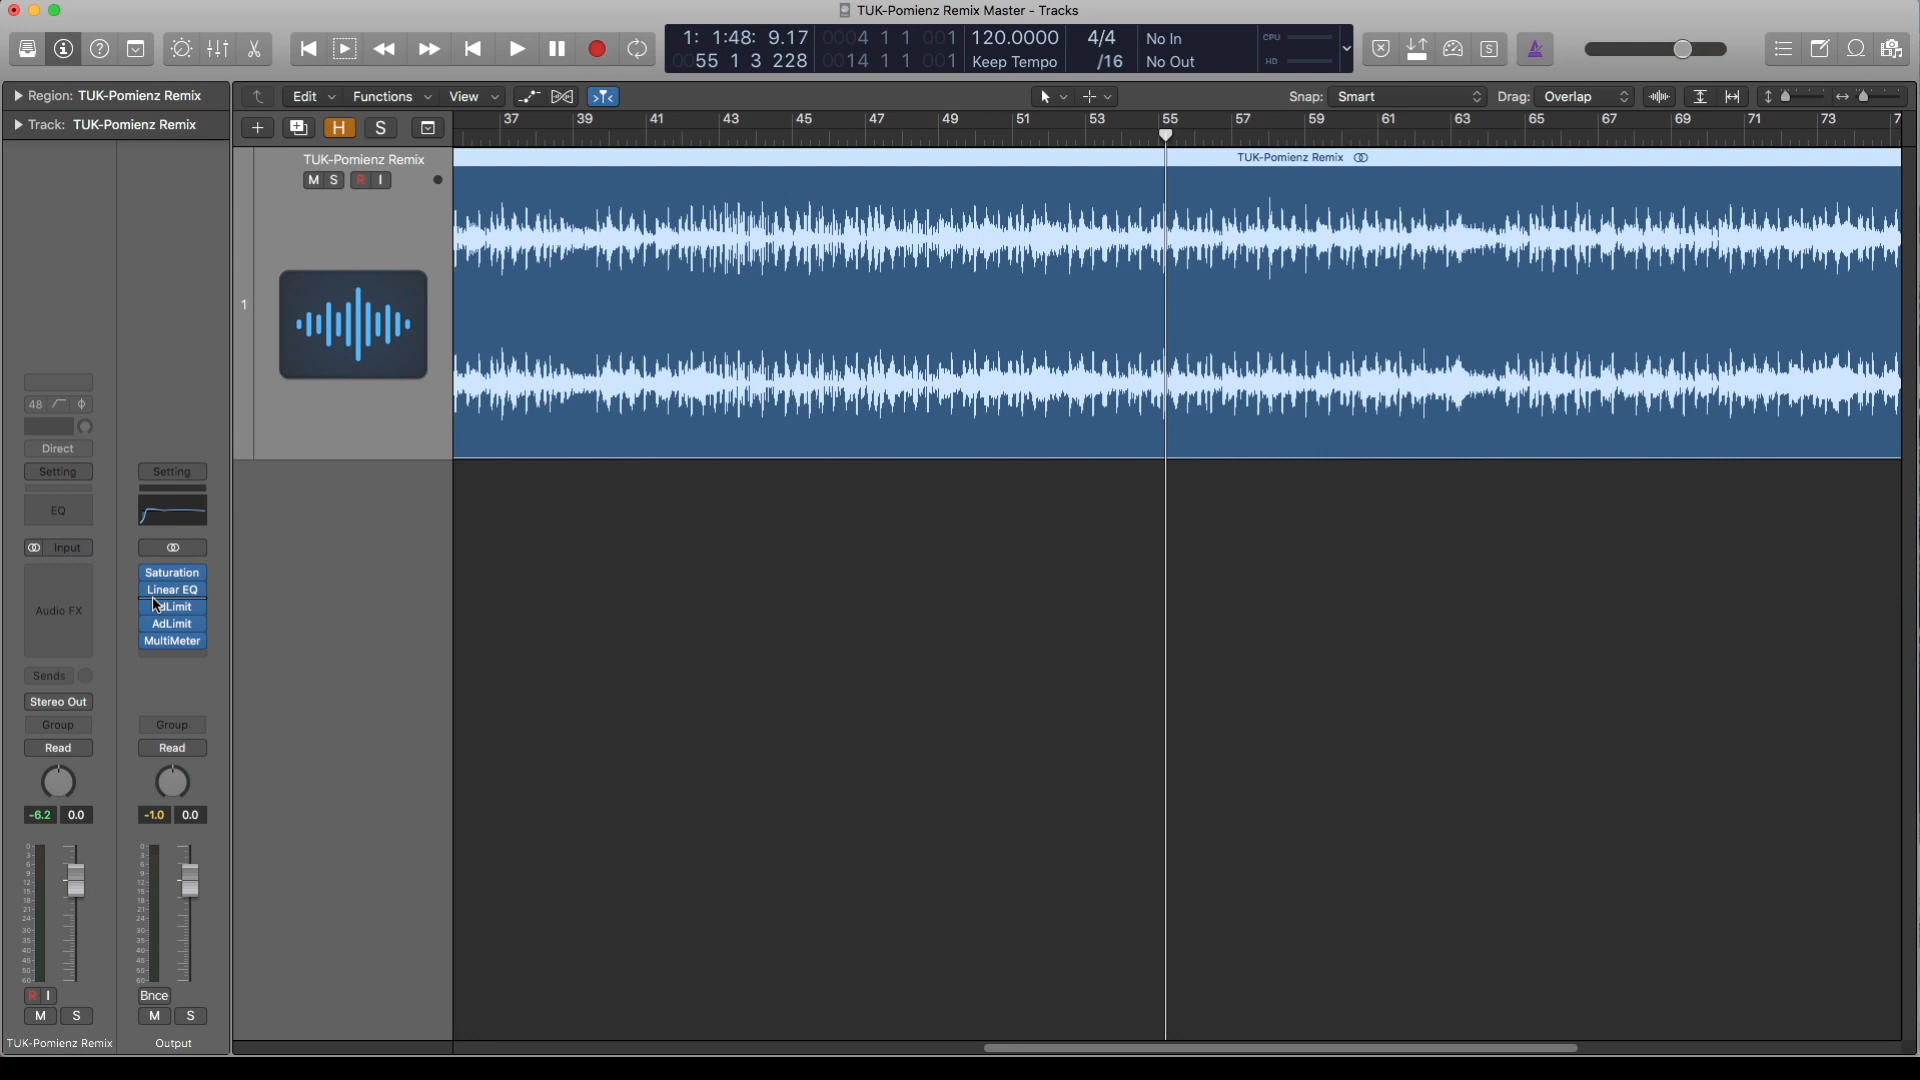 TUK-Pomienz Remix Master - Tracks
1: 1:48: 9.17
0004 1 1 001
120.0000
4/4
No In
CPU
0055 1 3 228
0014 1 1 001
Keep Tempo
/16
No Out
HD
Region: TUK-Pomienz Remix
Edit
Functions
View
Snap: Smart
Drag: Overlap
Track: TUK-Pomienz Remix
H
S
37 39 41 43 45 47 49 51 53 55 57 59 61 63 65 67 69 71 73 7
TUK-Pomienz Remix
M S R I
TUK-Pomienz Remix
1
48
Direct
Setting
Setting
EQ
Input
Saturation
Linear EQ
Audio FX
dLimit
AdLimit
MultiMeter
Sends
Stereo Out
Group
Group
Read
Read
-6.2 0.0
-1.0 0.0
R I
Bnce
M S
M S
TUK-Pomienz Remix
Output